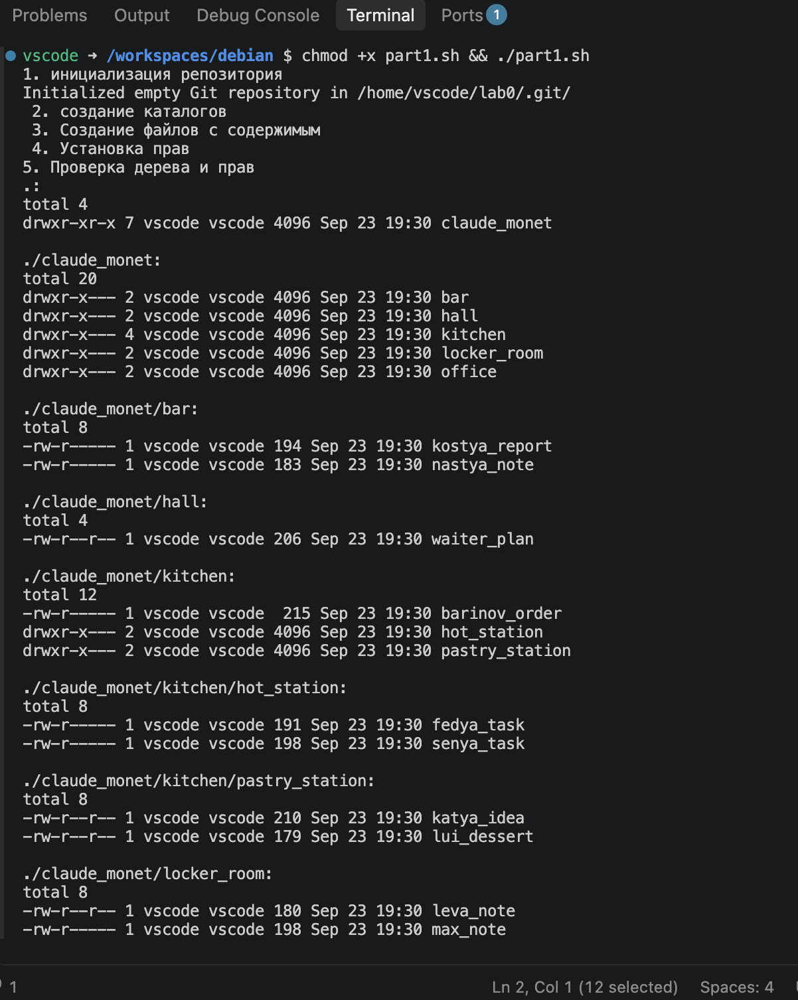 Problems Output Debug Console Terminal Ports 1
vscode ➜ /workspaces/debian $ chmod +x part1.sh && ./part1.sh
1. инициализация репозитория
Initialized empty Git repository in /home/vscode/lab0/.git/
2. создание каталогов
3. Создание файлов с содержимым
4. Установка прав
5. Проверка дерева и прав
.:
total 4
drwxr-xr-x 7 vscode vscode 4096 Sep 23 19:30 claude_monet
./claude_monet:
total 20
drwxr-x--- 2 vscode vscode 4096 Sep 23 19:30 bar
drwxr-x--- 2 vscode vscode 4096 Sep 23 19:30 hall
drwxr-x--- 4 vscode vscode 4096 Sep 23 19:30 kitchen
drwxr-x--- 2 vscode vscode 4096 Sep 23 19:30 locker_room
drwxr-x--- 2 vscode vscode 4096 Sep 23 19:30 office
./claude_monet/bar:
total 8
-rw-r----- 1 vscode vscode 194 Sep 23 19:30 kostya_report
-rw-r----- 1 vscode vscode 183 Sep 23 19:30 nastya_note
./claude_monet/hall:
total 4
-rw-r--r-- 1 vscode vscode 206 Sep 23 19:30 waiter_plan
./claude_monet/kitchen:
total 12
-rw-r----- 1 vscode vscode  215 Sep 23 19:30 barinov_order
drwxr-x--- 2 vscode vscode 4096 Sep 23 19:30 hot_station
drwxr-x--- 2 vscode vscode 4096 Sep 23 19:30 pastry_station
./claude_monet/kitchen/hot_station:
total 8
-rw-r----- 1 vscode vscode 191 Sep 23 19:30 fedya_task
-rw-r----- 1 vscode vscode 198 Sep 23 19:30 senya_task
./claude_monet/kitchen/pastry_station:
total 8
-rw-r--r-- 1 vscode vscode 210 Sep 23 19:30 katya_idea
-rw-r--r-- 1 vscode vscode 179 Sep 23 19:30 lui_dessert
./claude_monet/locker_room:
total 8
-rw-r--r-- 1 vscode vscode 180 Sep 23 19:30 leva_note
-rw-r----- 1 vscode vscode 198 Sep 23 19:30 max_note
1 Ln 2, Col 1 (12 selected) Spaces: 4